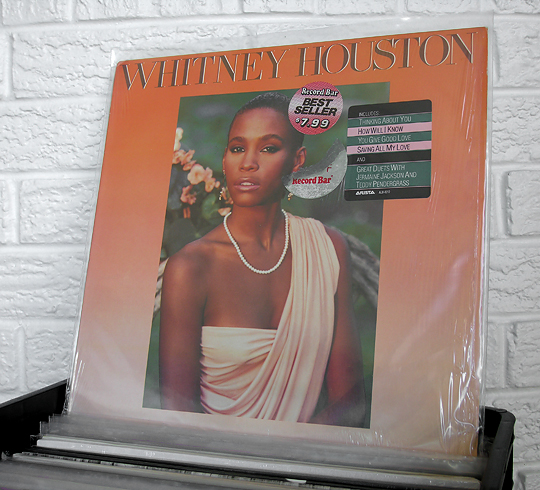 WHITNEY HOUSTON
Record Bar
BEST
SELLER
$7.99
Record Bar
INCLUDES:
THINKING ABOUT YOU
HOW WILL I KNOW
YOU GIVE GOOD LOVE
SAVING ALL MY LOVE
AND
GREAT DUETS WITH
JERMAINE JACKSON AND
TEDDY PENDERGRASS
ARISTA